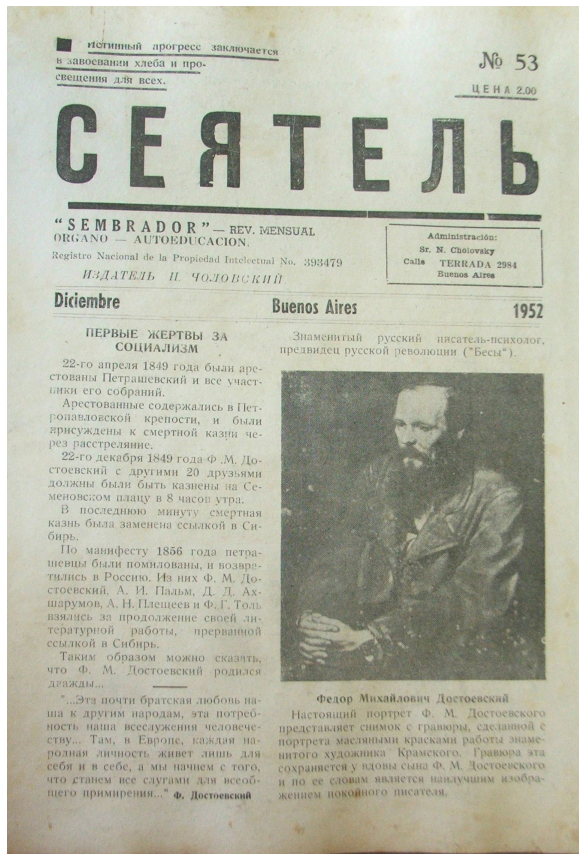 Истинный прогресс заключается
в завоевании хлеба и про-
свещения для всех.
№ 53
ЦЕНА 2.00
СЕЯТЕЛЬ
"SEMBRADOR"— REV. MENSUAL
ORGANO — AUTOEDUCACION.
Registro Nacional de la Propiedad Intelectual No. 393479
ИЗДАТЕЛЬ Н. ЧОЛОВСКИЙ
Administración:
Sr. N. Cholovsky
Calle TERRADA 2984
Buenos Aires
Diciembre Buenos Aires 1952
ПЕРВЫЕ ЖЕРТВЫ ЗА
СОЦИАЛИЗМ
22-го апреля 1849 года были аре-
стованы Петрашевский и все участ-
ники его собраний.
Арестованные содержались в Пет-
ропавловской крепости, и были
присуждены к смертной казни че-
рез расстреляние.
22-го декабря 1849 года Ф .М. До-
стоевский с другими 20 друзьями
должны были быть казнены на Се-
меновском плацу в 8 часов утра.
В последнюю минуту смертная
казнь была заменена ссылкой в Си-
бирь.
По манифесту 1856 года петра-
шевцы были помилованы, и возвра-
тились в Россию. Из них Ф. М. До-
стоевский, А. И. Пальм, Д. Д. Ах-
шарумов, А. Н. Плещеев и Ф. Г. Толь
взялись за продолжение своей ли-
тературной работы, прерванной
ссылкой в Сибирь.
Таким образом можно сказать,
что Ф. М. Достоевский родился
дважды...
"...Эта почти братская любовь на-
ша к другим народам, эта потреб-
ность наша всеслужения человече-
ству... Там, в Европе, каждая на-
родная личность живет лишь для
себя и в себе, а мы начнем с того,
что станем все слугами для всеоб-
щего примирения..." Ф. Достоевский
Знаменитый русский писатель-психолог,
предвидец русской революции ("Бесы").
Федор Михайлович Достоевский
Настоящий портрет Ф. М. Достоевского
представляет снимок с гравюры, сделанной с
портрета масляными красками работы знаме-
нитого художника Крамского. Гравюра эта
сохраняется у вдовы сына Ф. М. Достоевского
и по ее словам является наилучшим изобра-
жением покойного писателя.